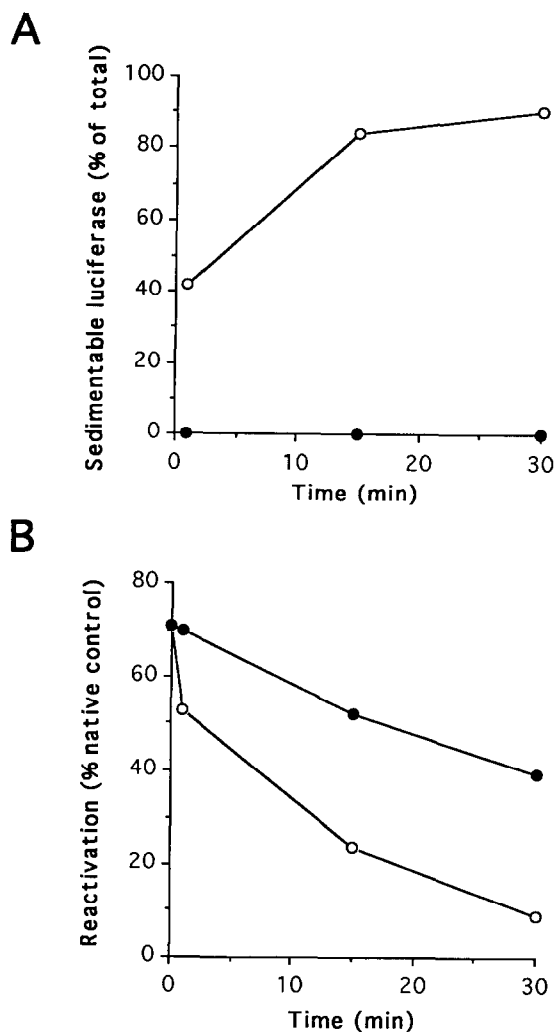 A
Sedimentable luciferase (% of total)
100
80
60
40
20
0
0 10 20 30
Time (min)
B
Reactivation (% native control)
80
60
40
20
0
0 10 20 30
Time (min)